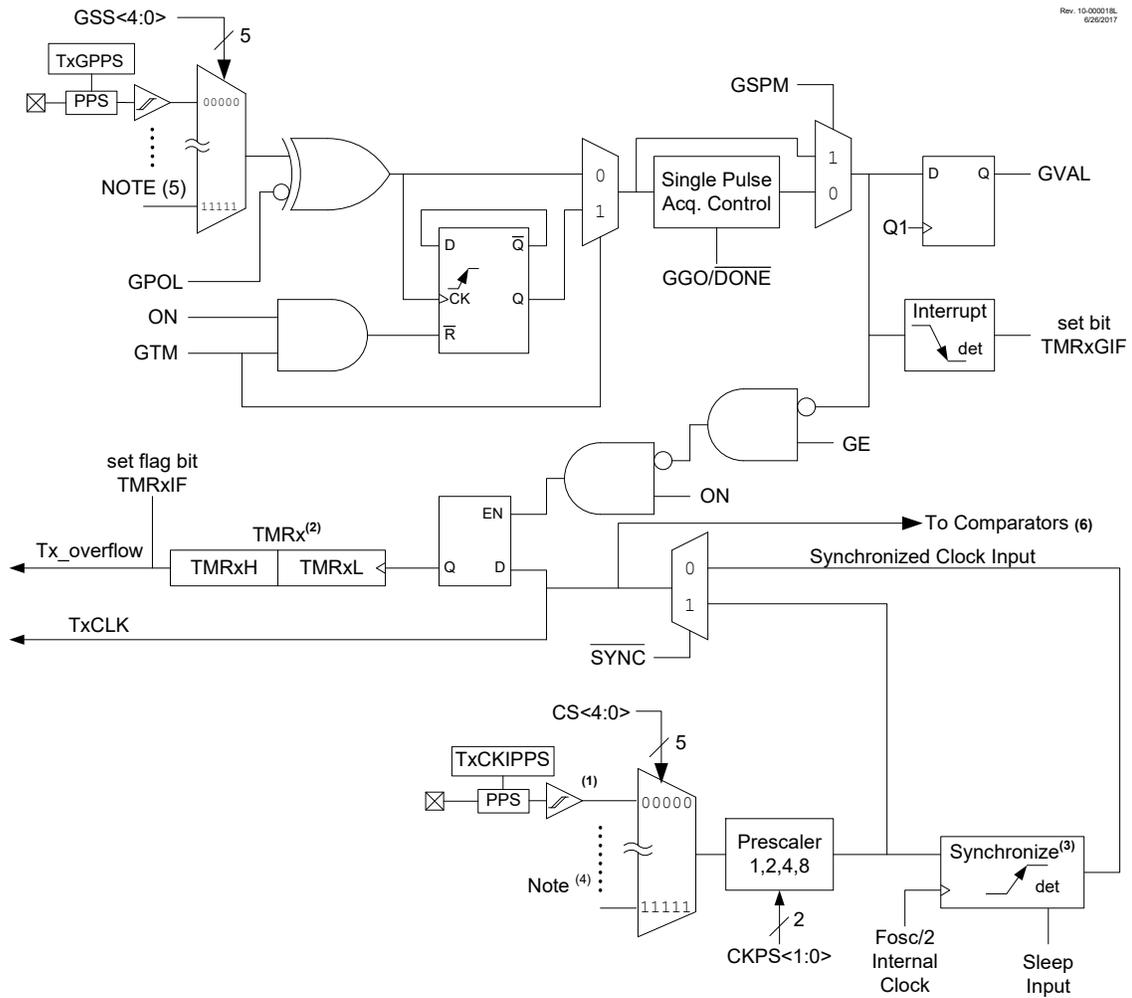 Rev. 10-000018L
6/26/2017
GSS<4:0>
5
TxGPPS
PPS
00000
NOTE (5)
11111
GPOL
ON
GTM
D
Q
CK
Q
R
0
1
Single Pulse
Acq. Control
GGO/DONE
GSPM
1
0
D
Q
Q1
GVAL
Interrupt
det
set bit
TMRxGIF
GE
ON
set flag bit
TMRxIF
Tx_overflow
TMRx(2)
TMRxH
TMRxL
EN
Q
D
TxCLK
To Comparators (6)
Synchronized Clock Input
0
1
SYNC
CS<4:0>
5
TxCKIPPS
PPS
(1)
00000
Note (4)
11111
Prescaler
1,2,4,8
2
CKPS<1:0>
Synchronize(3)
det
Fosc/2
Internal
Clock
Sleep
Input